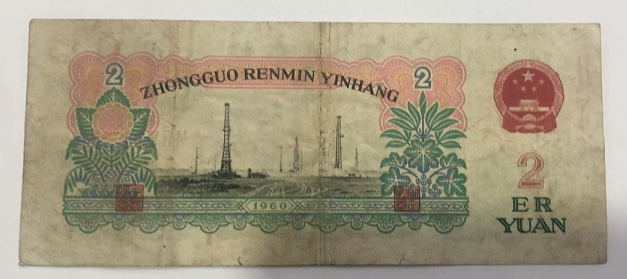 2 2
ZHONGGUO RENMIN YINHANG
2
ER
YUAN
1960